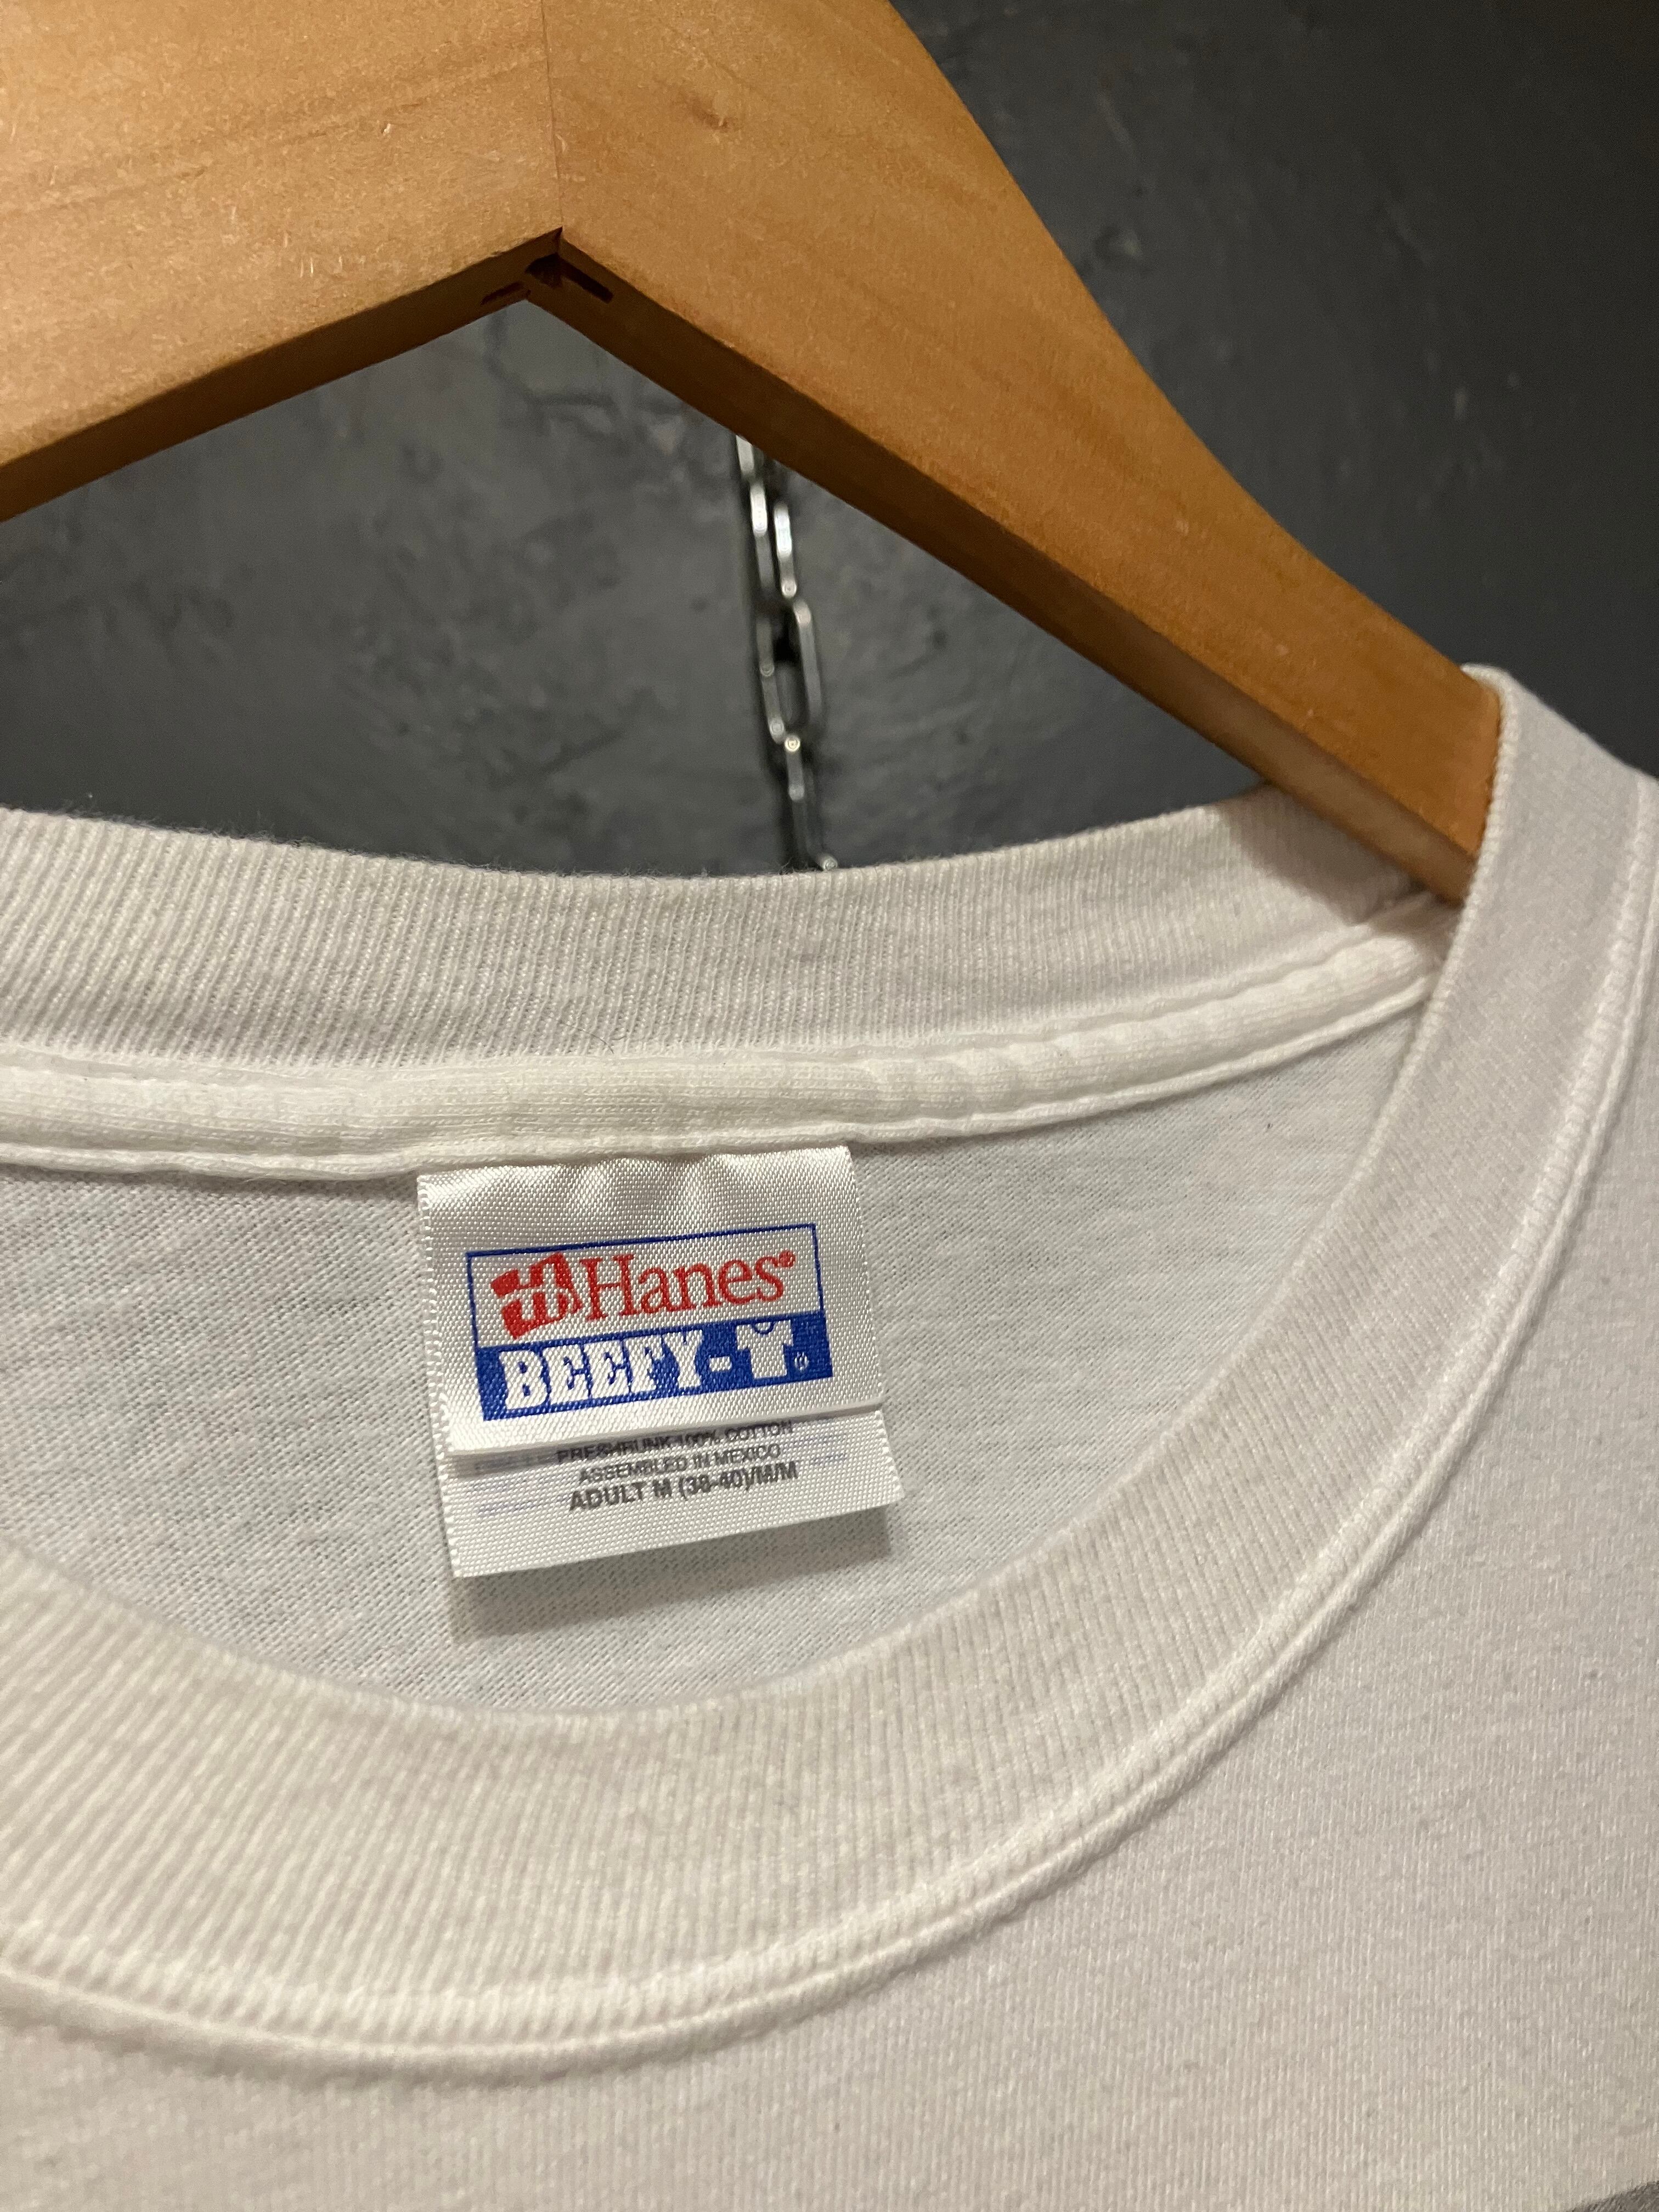 Hanes®
BEEFY-T®
PRESHRUNK 100% COTTON
ASSEMBLED IN MEXICO
ADULT M (38-40)/M/M